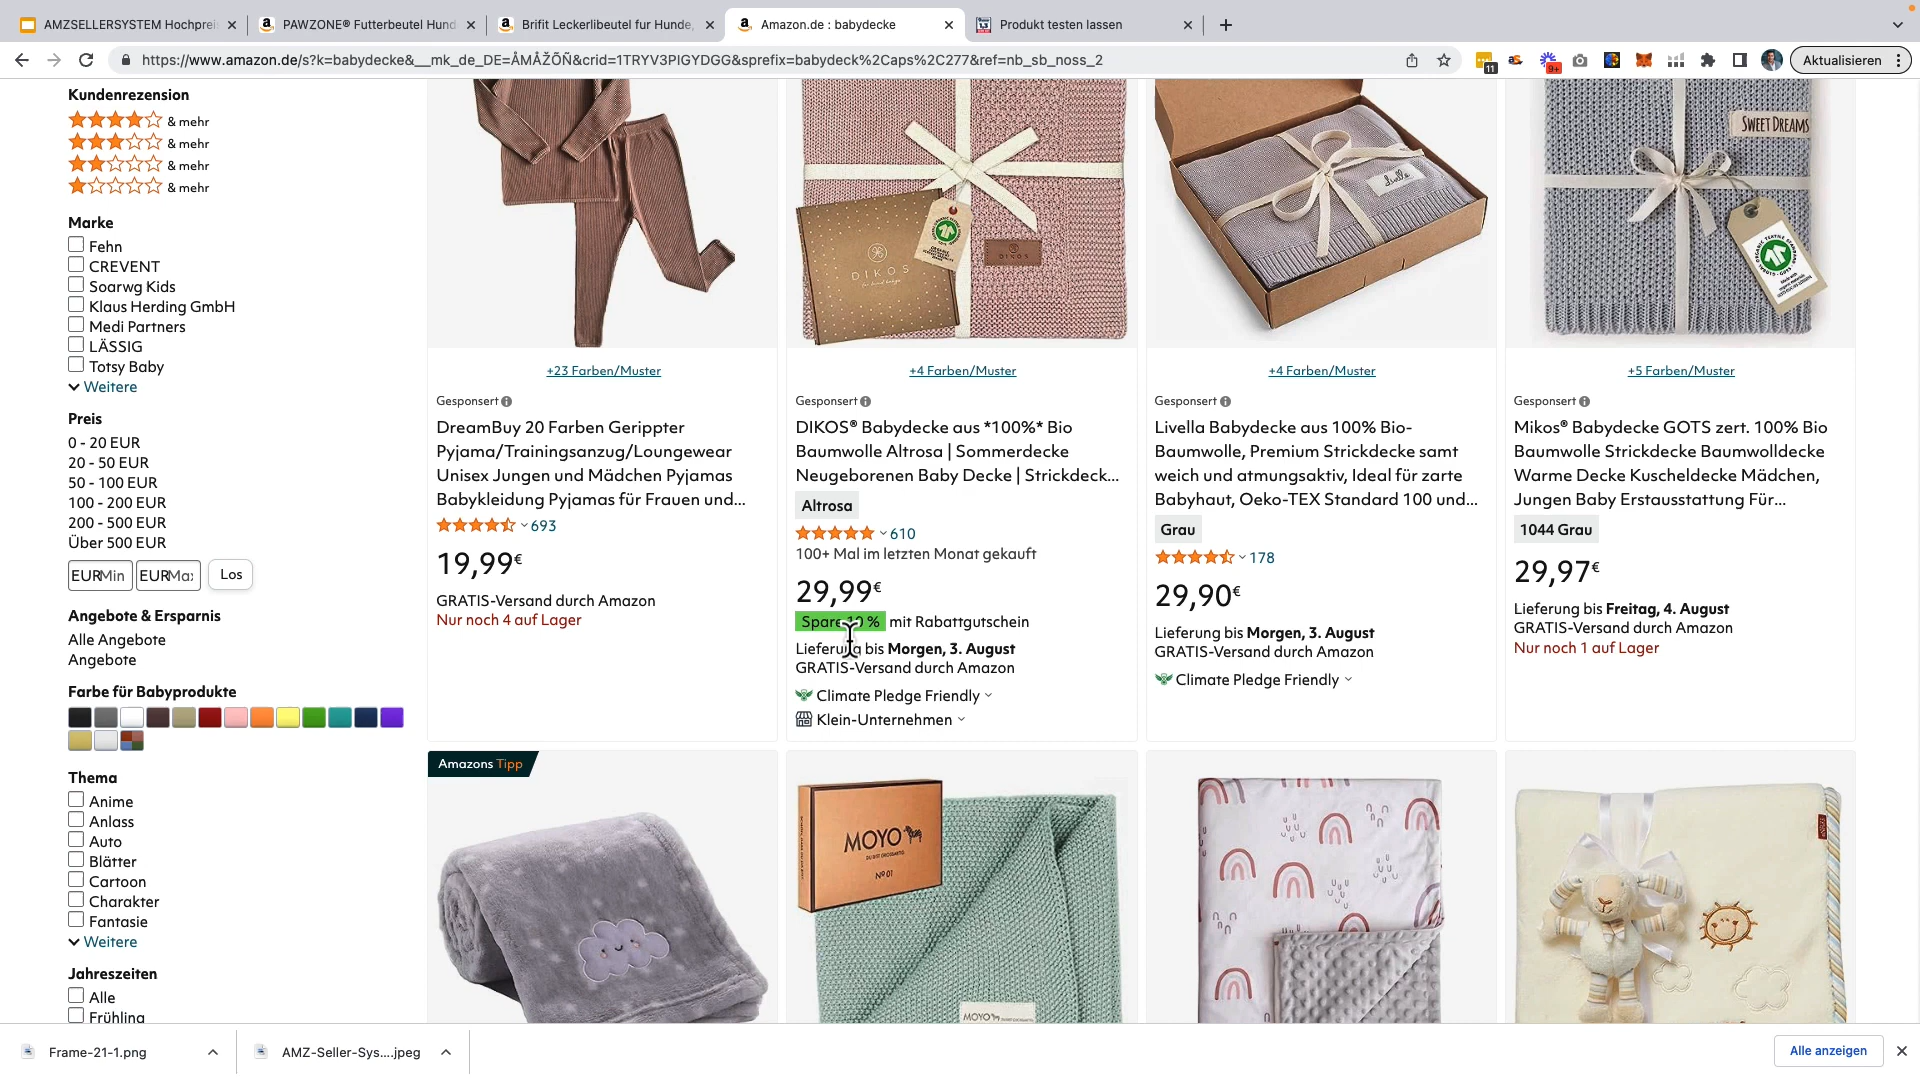 AMZSELLERSYSTEM Hochprei
PAWZONE® Futterbeutel Hund
Brifit Leckerlibeutel fur Hunde,
Amazon.de : babydecke
Produkt testen lassen
https://www.amazon.de/s?k=babydecke&__mk_de_DE=ÅMÅŽÕÑ&crid=1TRYV3PIGYDGG&sprefix=babydeck%2Caps%2C277&ref=nb_sb_noss_2
11
9+
Aktualisieren
Kundenrezension
& mehr
& mehr
& mehr
& mehr
Marke
Fehn
CREVENT
Soarwg Kids
Klaus Herding GmbH
Medi Partners
LÄSSIG
Totsy Baby
Weitere
Preis
0 - 20 EUR
20 - 50 EUR
50 - 100 EUR
100 - 200 EUR
200 - 500 EUR
Über 500 EUR
EUR Min EUR Max Los
Angebote & Ersparnis
Alle Angebote
Angebote
Farbe für Babyprodukte
Thema
Anime
Anlass
Auto
Blätter
Cartoon
Charakter
Fantasie
Weitere
Jahreszeiten
Alle
Frühling
+23 Farben/Muster
Gesponsert
DreamBuy 20 Farben Gerippter
Pyjama/Trainingsanzug/Loungewear
Unisex Jungen und Mädchen Pyjamas
Babykleidung Pyjamas für Frauen und...
693
19,99€
GRATIS-Versand durch Amazon
Nur noch 4 auf Lager
DIKOS
DIKOS
+4 Farben/Muster
Gesponsert
DIKOS® Babydecke aus *100%* Bio
Baumwolle Altrosa | Sommerdecke
Neugeborenen Baby Decke | Strickdeck...
Altrosa
610
100+ Mal im letzten Monat gekauft
29,99€
Spare 10 % mit Rabattgutschein
Lieferung bis Morgen, 3. August
GRATIS-Versand durch Amazon
Climate Pledge Friendly
Klein-Unternehmen
+4 Farben/Muster
Gesponsert
Livella Babydecke aus 100% Bio-
Baumwolle, Premium Strickdecke samt
weich und atmungsaktiv, Ideal für zarte
Babyhaut, Oeko-TEX Standard 100 und...
Grau
178
29,90€
Lieferung bis Morgen, 3. August
GRATIS-Versand durch Amazon
Climate Pledge Friendly
SWEET DREAMS
+5 Farben/Muster
Gesponsert
Mikos® Babydecke GOTS zert. 100% Bio
Baumwolle Strickdecke Baumwolldecke
Warme Decke Kuscheldecke Mädchen,
Jungen Baby Erstausstattung Für...
1044 Grau
29,97€
Lieferung bis Freitag, 4. August
GRATIS-Versand durch Amazon
Nur noch 1 auf Lager
Amazons Tipp
MOYO
Nº 01
MOYO
Frame-21-1.png
AMZ-Seller-Sys....jpeg
Alle anzeigen